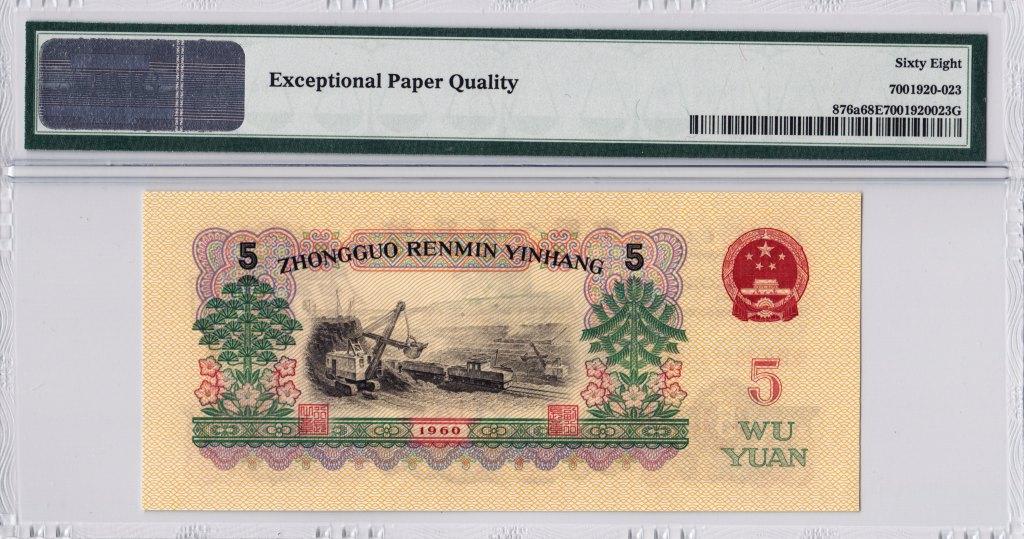 Exceptional Paper Quality
Sixty Eight
7001920-023
876a68E7001920023G
5 ZHONGGUO RENMIN YINHANG 5
5
WU
YUAN
1960